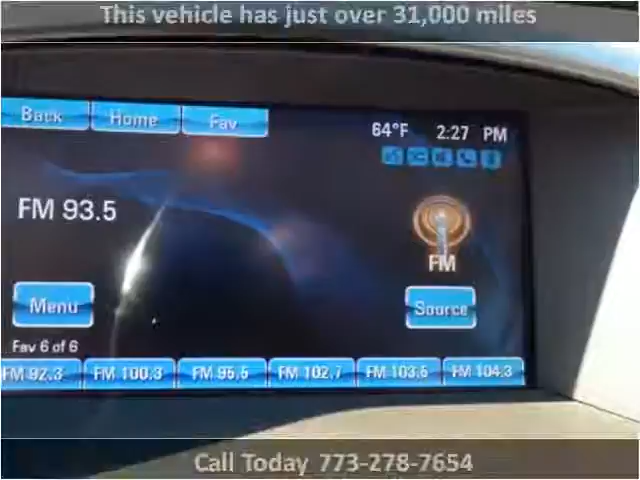 This vehicle has just over 31,000 miles
Back Home Fav
64°F 2:27 PM
FM 93.5
FM
Menu Source
Fav 6 of 6
FM 92.3 FM 100.3 FM 95.5 FM 102.7 FM 103.5 FM 104.3
Call Today 773-278-7654